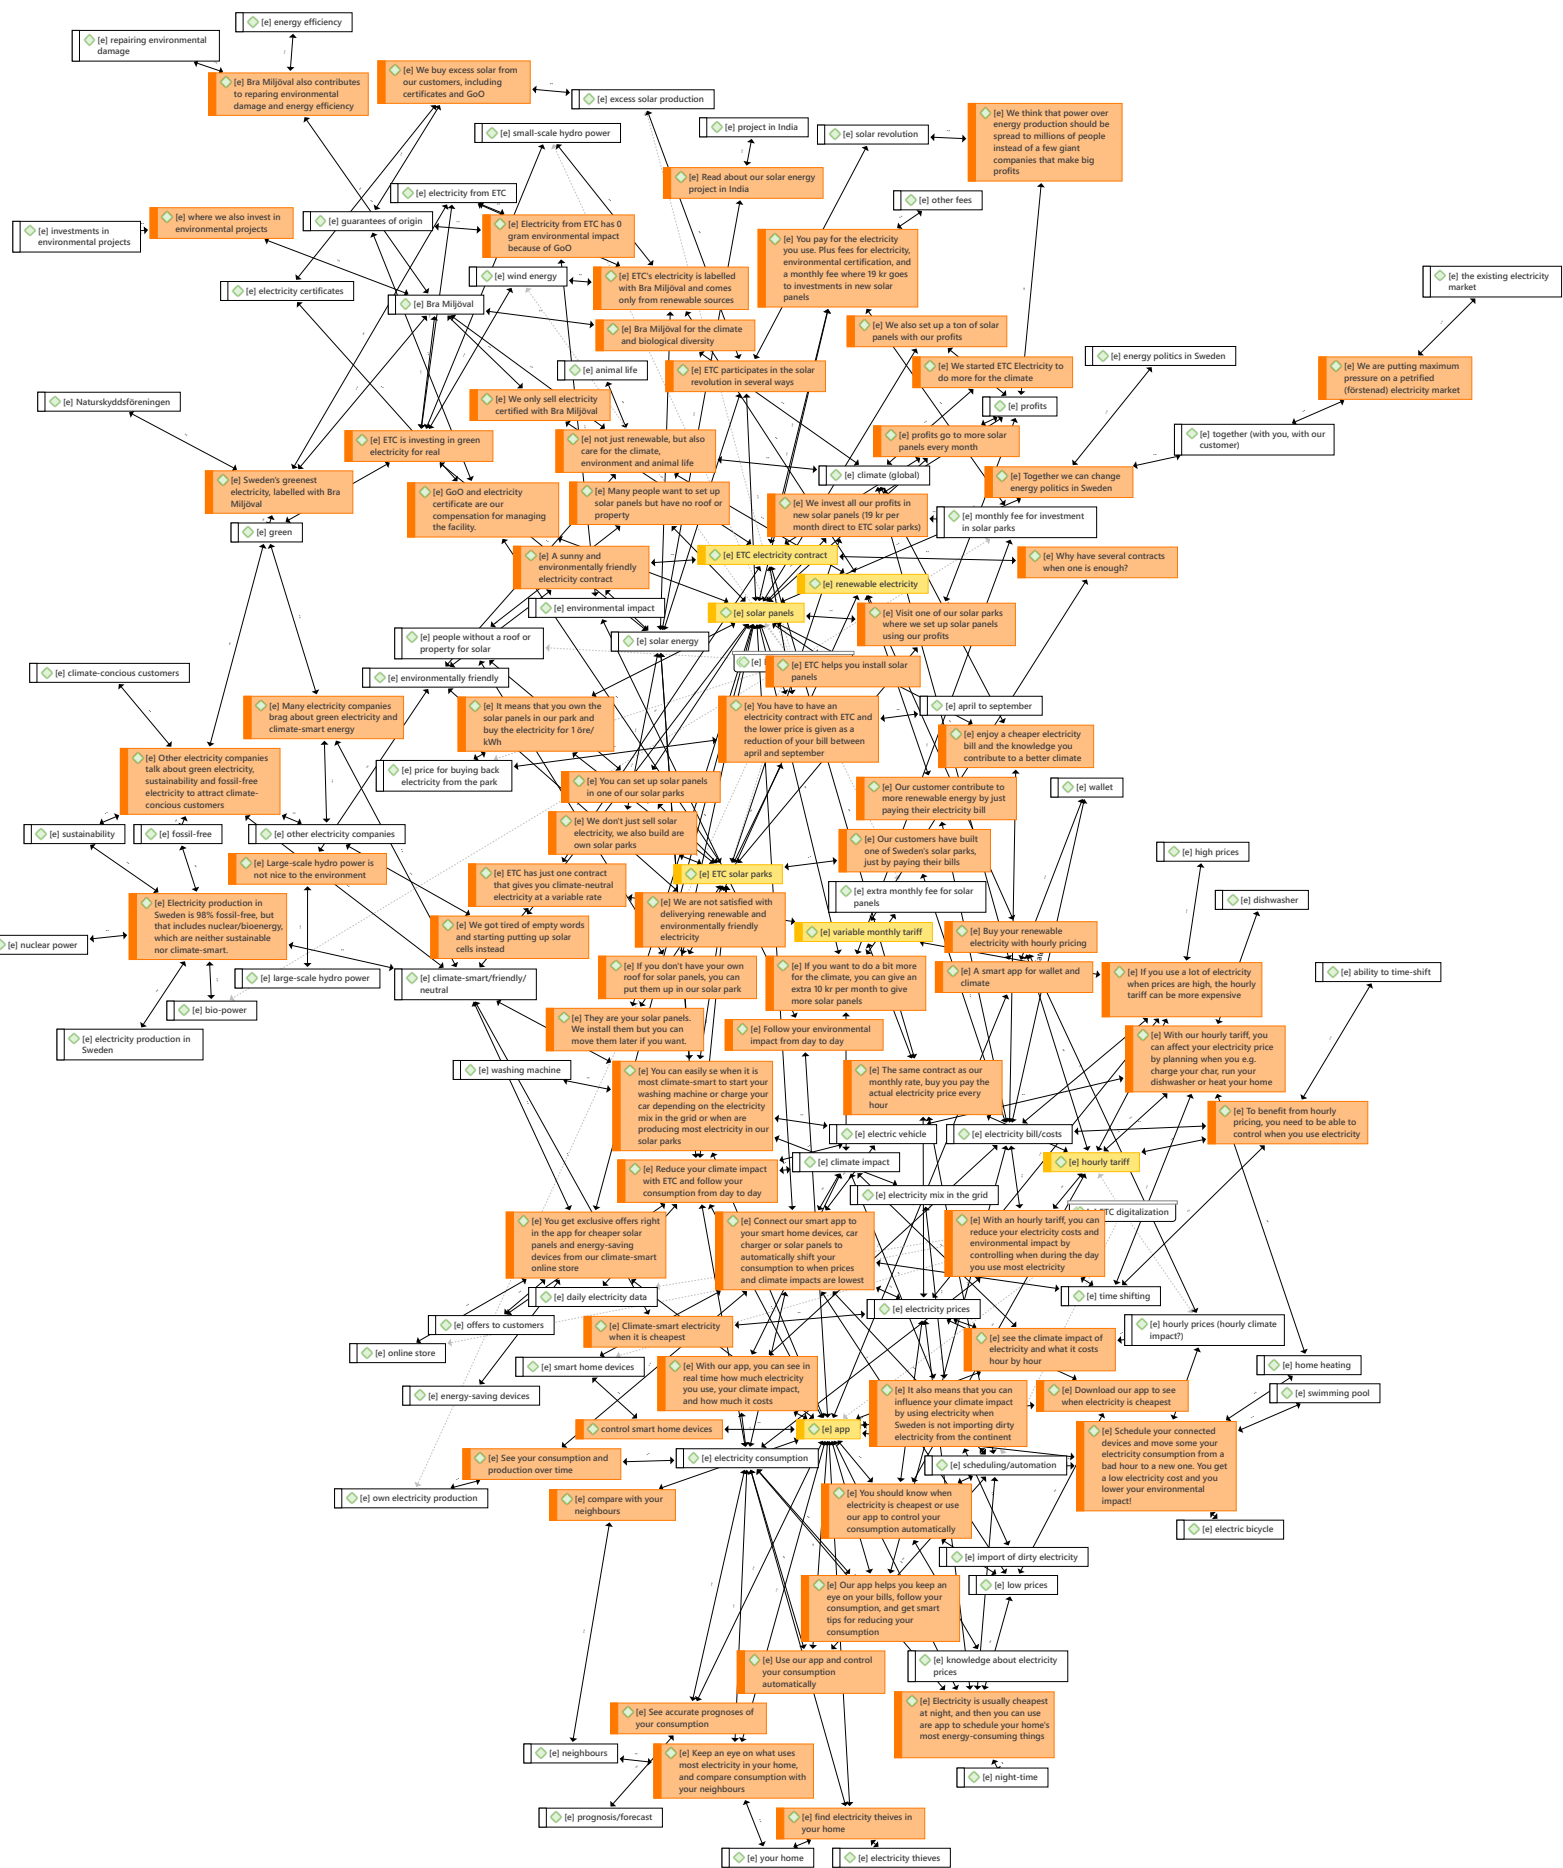 [e] energy efficiency
[e] repairing environmental
damage
[e] Bra Miljöval also contributes
to reparing environmental
damage and energy efficiency
[e] We buy excess solar from
our customers, including
certificates and GoO
[e] excess solar production
[e] small-scale hydro power
[e] project in India
[e] solar revolution
[e] We think that power over
energy production should be
spread to millions of people
instead of a few giant
companies that make big
profits
[e] Read about our solar energy
project in India
[e] electricity from ETC
[e] other fees
[e] where we also invest in
environmental projects
[e] investments in
environmental projects
[e] guarantees of origin
[e] Electricity from ETC has 0
gram environmental impact
because of GoO
[e] You pay for the electricity
you use. Plus fees for electricity,
environmental certification, and
a monthly fee where 19 kr goes
to investments in new solar
panels
[e] wind energy
[e] ETC's electricity is labelled
with Bra Miljöval and comes
only from renewable sources
[e] the existing electricity
market
[e] electricity certificates
[e] Bra Miljöval
[e] Bra Miljöval for the climate
and biological diversity
[e] We also set up a ton of solar
panels with our profits
[e] energy politics in Sweden
[e] animal life
[e] ETC participates in the solar
revolution in several ways
[e] We started ETC Electricity to
do more for the climate
[e] We are putting maximum
pressure on a petrified
(förstenad) electricity market
[e] Naturskyddsföreningen
[e] We only sell electricity
certified with Bra Miljöval
[e] profits
[e] ETC is investing in green
electricity for real
[e] not just renewable, but also
care for the climate,
environment and animal life
[e] profits go to more solar
panels every month
[e] together (with you, with our
customer)
[e] Sweden's greenest
electricity, labelled with Bra
Miljöval
[e] climate (global)
[e] Together we can change
energy politics in Sweden
[e] GoO and electricity
certificate are our
compensation for managing
the facility.
[e] Many people want to set up
solar panels but have no roof or
property
[e] We invest all our profits in
new solar panels (19 kr per
month direct to ETC solar parks)
[e] monthly fee for investment
in solar parks
[e] green
[e] A sunny and
environmentally friendly
electricity contract
[e] ETC electricity contract
[e] Why have several contracts
when one is enough?
[e] renewable electricity
[e] environmental impact
[e] solar panels
[e] Visit one of our solar parks
where we set up solar panels
using our profits
[e] people without a roof or
property for solar
[e] solar energy
[e] climate-concious customers
[e] environmentally friendly
[e]
[e] ETC helps you install solar
panels
[e] Many electricity companies
brag about green electricity and
climate-smart energy
[e] It means that you own the
solar panels in our park and
buy the electricity for 1 öre/
kWh
[e] You have to have an
electricity contract with ETC and
the lower price is given as a
reduction of your bill between
april and september
[e] april to september
[e] enjoy a cheaper electricity
bill and the knowledge you
contribute to a better climate
[e] Other electricity companies
talk about green electricity,
sustainability and fossil-free
electricity to attract climate-
concious customers
[e] price for buying back
electricity from the park
[e] You can set up solar panels
in one of our solar parks
[e] Our customer contribute to
more renewable energy by just
paying their electricity bill
[e] wallet
[e] sustainability
[e] fossil-free
[e] other electricity companies
[e] We don't just sell solar
electricity, we also build are
own solar parks
[e] Our customers have built
one of Sweden's solar parks,
just by paying their bills
[e] high prices
[e] Large-scale hydro power is
not nice to the environment
[e] ETC has just one contract
that gives you climate-neutral
electricity at a variable rate
[e] ETC solar parks
[e] extra monthly fee for solar
panels
[e] dishwasher
[e] Electricity production in
Sweden is 98% fossil-free, but
that includes nuclear/bioenergy,
which are neither sustainable
nor climate-smart.
[e] We got tired of empty words
and starting putting up solar
cells instead
[e] We are not satisfied with
deliverying renewable and
environmentally friendly
electricity
[e] variable monthly tariff
[e] Buy your renewable
electricity with hourly pricing
[e] nuclear power
[e] large-scale hydro power
[e] climate-smart/friendly/
neutral
[e] If you don't have your own
roof for solar panels, you can
put them up in our solar park
[e] If you want to do a bit more
for the climate, you can give an
extra 10 kr per month to give
more solar panels
[e] A smart app for wallet and
climate
[e] If you use a lot of electricity
when prices are high, the hourly
tariff can be more expensive
[e] ability to time-shift
[e] bio-power
[e] electricity production in
Sweden
[e] They are your solar panels.
We install them but you can
move them later if you want.
[e] Follow your environmental
impact from day to day
[e] With our hourly tariff, you
can affect your electricity price
by planning when you e.g.
charge your char, run your
dishwasher or heat your home
[e] washing machine
[e] You can easily se when it is
most climate-smart to start your
washing machine or charge your
car depending on the electricity
mix in the grid or when are
producing most electricity in our
solar parks
[e] The same contract as our
monthly rate, buy you pay the
actual electricity price every
hour
[e] To benefit from hourly
pricing, you need to be able to
control when you use electricity
[e] electric vehicle
[e] electricity bill/costs
[e] hourly tariff
[e] Reduce your climate impact
with ETC and follow your
consumption from day to day
[e] climate impact
[e] electricity mix in the grid
ETC digitalization
[e] You get exclusive offers right
in the app for cheaper solar
panels and energy-saving
devices from our climate-smart
online store
[e] Connect our smart app to
your smart home devices, car
charger or solar panels to
automatically shift your
consumption to when prices
and climate impacts are lowest
[e] With an hourly tariff, you can
reduce your electricity costs and
environmental impact by
controlling when during the day
you use most electricity
[e] daily electricity data
[e] time shifting
[e] electricity prices
[e] offers to customers
[e] Climate-smart electricity
when it is cheapest
[e] hourly prices (hourly climate
impact?)
[e] see the climate impact of
electricity and what it costs
hour by hour
[e] online store
[e] smart home devices
[e] With our app, you can see in
real time how much electricity
you use, your climate impact,
and how much it costs
[e] home heating
[e] energy-saving devices
[e] It also means that you can
influence your climate impact
by using electricity when
Sweden is not importing dirty
electricity from the continent
[e] Download our app to see
when electricity is cheapest
[e] swimming pool
control smart home devices
[e] app
[e] Schedule your connected
devices and move some your
electricity consumption from a
bad hour to a new one. You get
a low electricity cost and you
lower your environmental
impact!
[e] See your consumption and
production over time
[e] electricity consumption
[e] scheduling/automation
[e] own electricity production
[e] compare with your
neighbours
[e] You should know when
electricity is cheapest or use
our app to control your
consumption automatically
[e] electric bicycle
[e] import of dirty electricity
[e] low prices
[e] Our app helps you keep an
eye on your bills, follow your
consumption, and get smart
tips for reducing your
consumption
[e] Use our app and control
your consumption
automatically
[e] knowledge about electricity
prices
[e] See accurate prognoses of
your consumption
[e] Electricity is usually cheapest
at night, and then you can use
are app to schedule your home's
most energy-consuming things
[e] neighbours
[e] Keep an eye on what uses
most electricity in your home,
and compare consumption with
your neighbours
[e] night-time
[e] prognosis/forecast
[e] find electricity theives in
your home
[e] your home
[e] electricity thieves